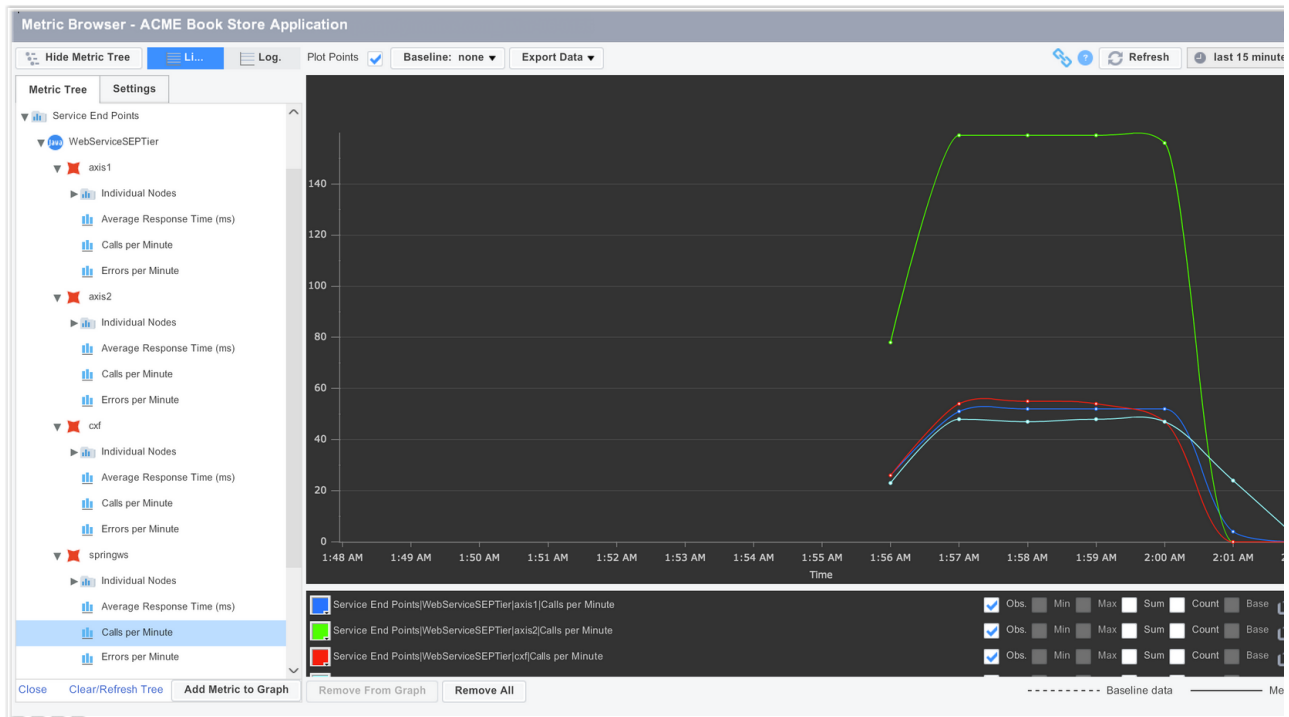 Metric Browser - ACME Book Store Application
Hide Metric Tree
Li...
Log.
Plot Points
Baseline: none
Export Data
Refresh
last 15 minute
Metric Tree
Settings
Service End Points
WebServiceSEPTier
axis1
Individual Nodes
Average Response Time (ms)
Calls per Minute
Errors per Minute
axis2
Individual Nodes
Average Response Time (ms)
Calls per Minute
Errors per Minute
cxf
Individual Nodes
Average Response Time (ms)
Calls per Minute
Errors per Minute
springws
Individual Nodes
Average Response Time (ms)
Calls per Minute
Errors per Minute
Close
Clear/Refresh Tree
Add Metric to Graph
140
120
100
80
60
40
20
0
1:48 AM 1:49 AM 1:50 AM 1:51 AM 1:52 AM 1:53 AM 1:54 AM 1:55 AM 1:56 AM 1:57 AM 1:58 AM 1:59 AM 2:00 AM 2:01 AM 2
Time
Service End Points|WebServiceSEPTier|axis1|Calls per Minute Obs. Min Max Sum Count Base
Service End Points|WebServiceSEPTier|axis2|Calls per Minute Obs. Min Max Sum Count Base
Service End Points|WebServiceSEPTier|cxf|Calls per Minute Obs. Min Max Sum Count Base
Remove From Graph
Remove All
Baseline data
Me